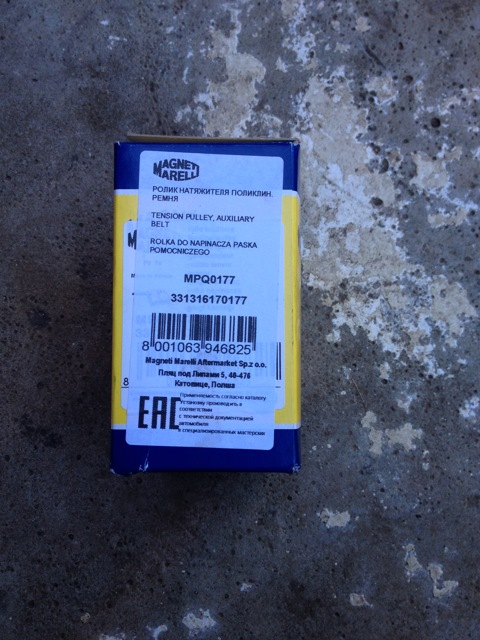 MAGNETI
MARELLI
РОЛИК НАТЯЖИТЕЛЯ ПОЛИКЛИН.
РЕМНЯ
TENSION PULLEY, AUXILIARY
BELT
ROLKA DO NAPINACZA PASKA
POMOCNICZEGO
MPQ0177
331316170177
8 001063 946825
Magneti Marelli Aftermarket Sp.z o.o.
Пляц под Липами 5, 40-476
Катовице, Польша
EAC
Применяемость согласно каталогу
Установку производить в
соответствии
с технической документацией
автомобиля
в специализированных мастерских